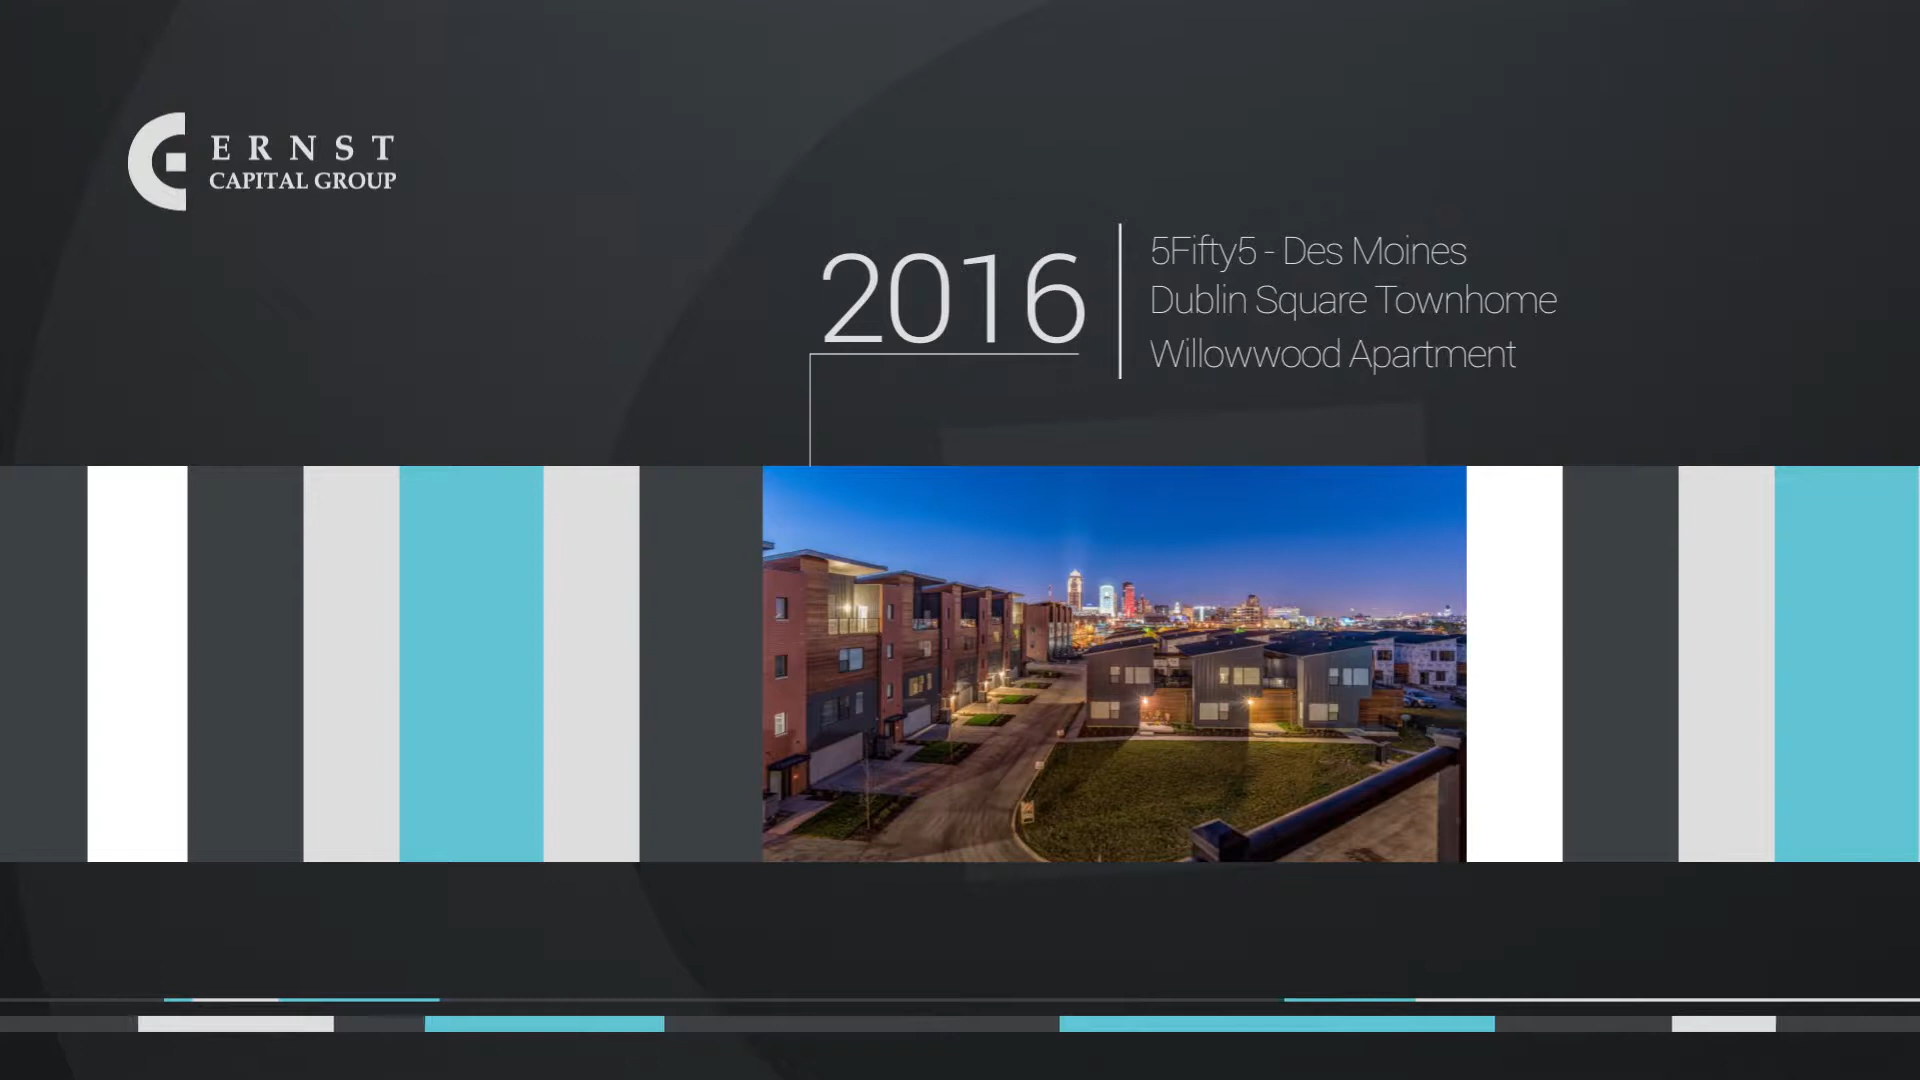 ERNST
CAPITAL GROUP
2016
5Fifty5 - Des Moines
Dublin Square Townhome
Willowwood Apartment